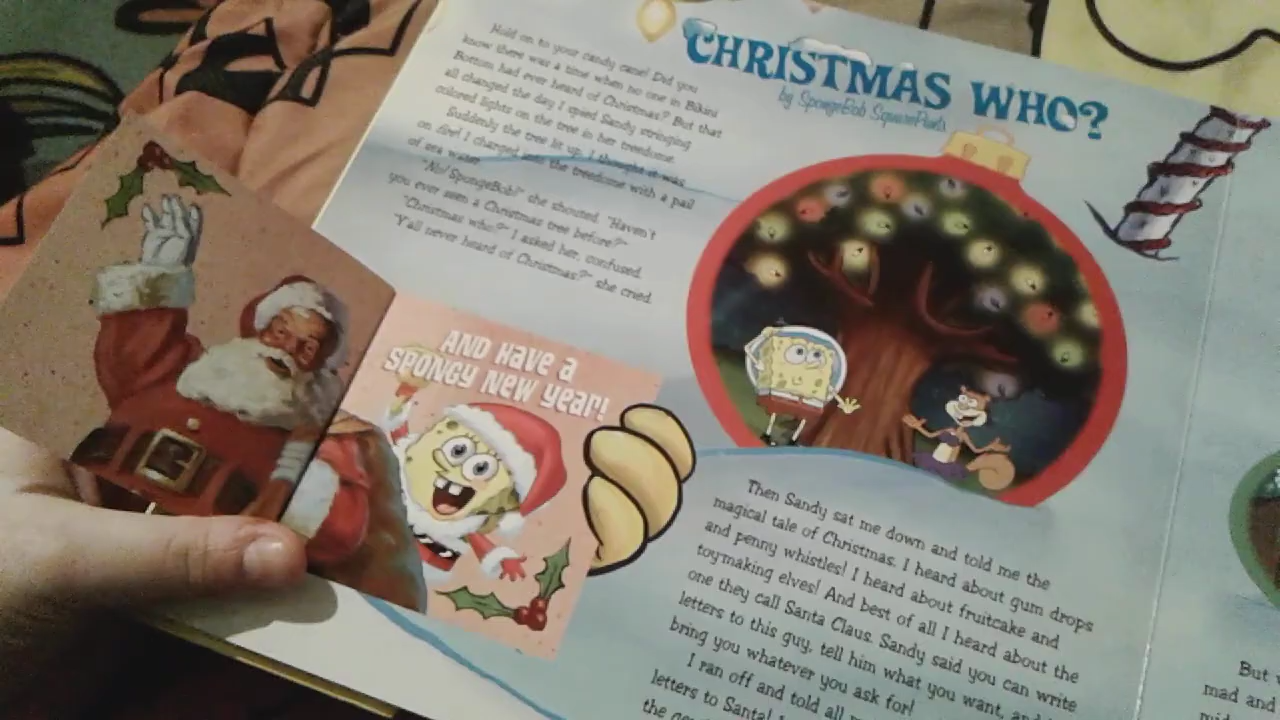 Hold on to your candy cane! Did you
know there was a time when no one in Bikini
Bottom had ever heard of Christmas? But that
all changed the day I spied Sandy stringing
colored lights on the tree in her treedome.
Suddenly the tree lit up. I thought it was
on fire! I charged into the treedome with a pail
of sea water.
"No! SpongeBob!" she shouted. "Haven't
you ever seen a Christmas tree before?"
"Christmas who?" I asked her, confused.
"Y'all never heard of Christmas?" she cried.
CHRISTMAS WHO?
by SpongeBob SquarePants
AND HAVE A
SPONGY NEW YEAR!
Then Sandy sat me down and told me the
magical tale of Christmas. I heard about gum drops
and penny whistles! I heard about fruitcake and
toymaking elves! And best of all I heard about the
one they call Santa Claus. Sandy said you can write
letters to this guy, tell him what you want, and
bring you whatever you ask for!
I ran off and told all
letters to Santa!
the
But
mad and